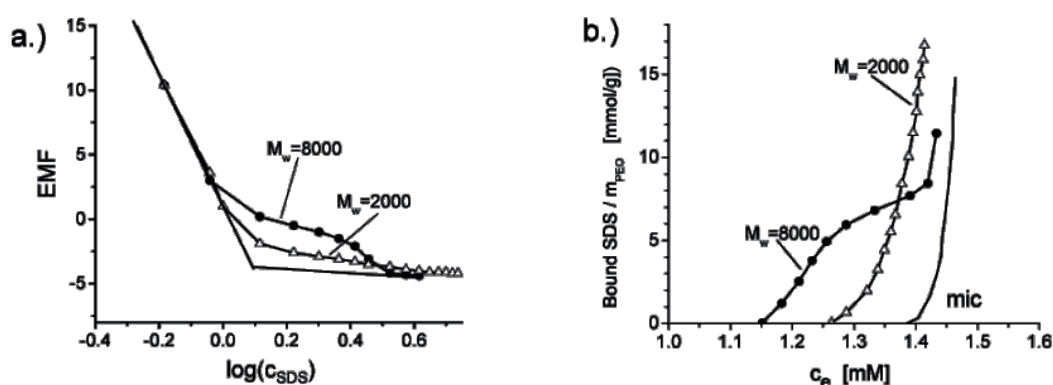 a.)
EMF
15
10
5
0
-5
M_w=8000
M_w=2000
-0.4 -0.2 0.0 0.2 0.4 0.6
log(c_SDS)
b.)
Bound SDS / m_PEO [mmol/g])
15
10
5
0
M_w=2000
M_w=8000
mic
1.0 1.1 1.2 1.3 1.4 1.5 1.6
c_e [mM]